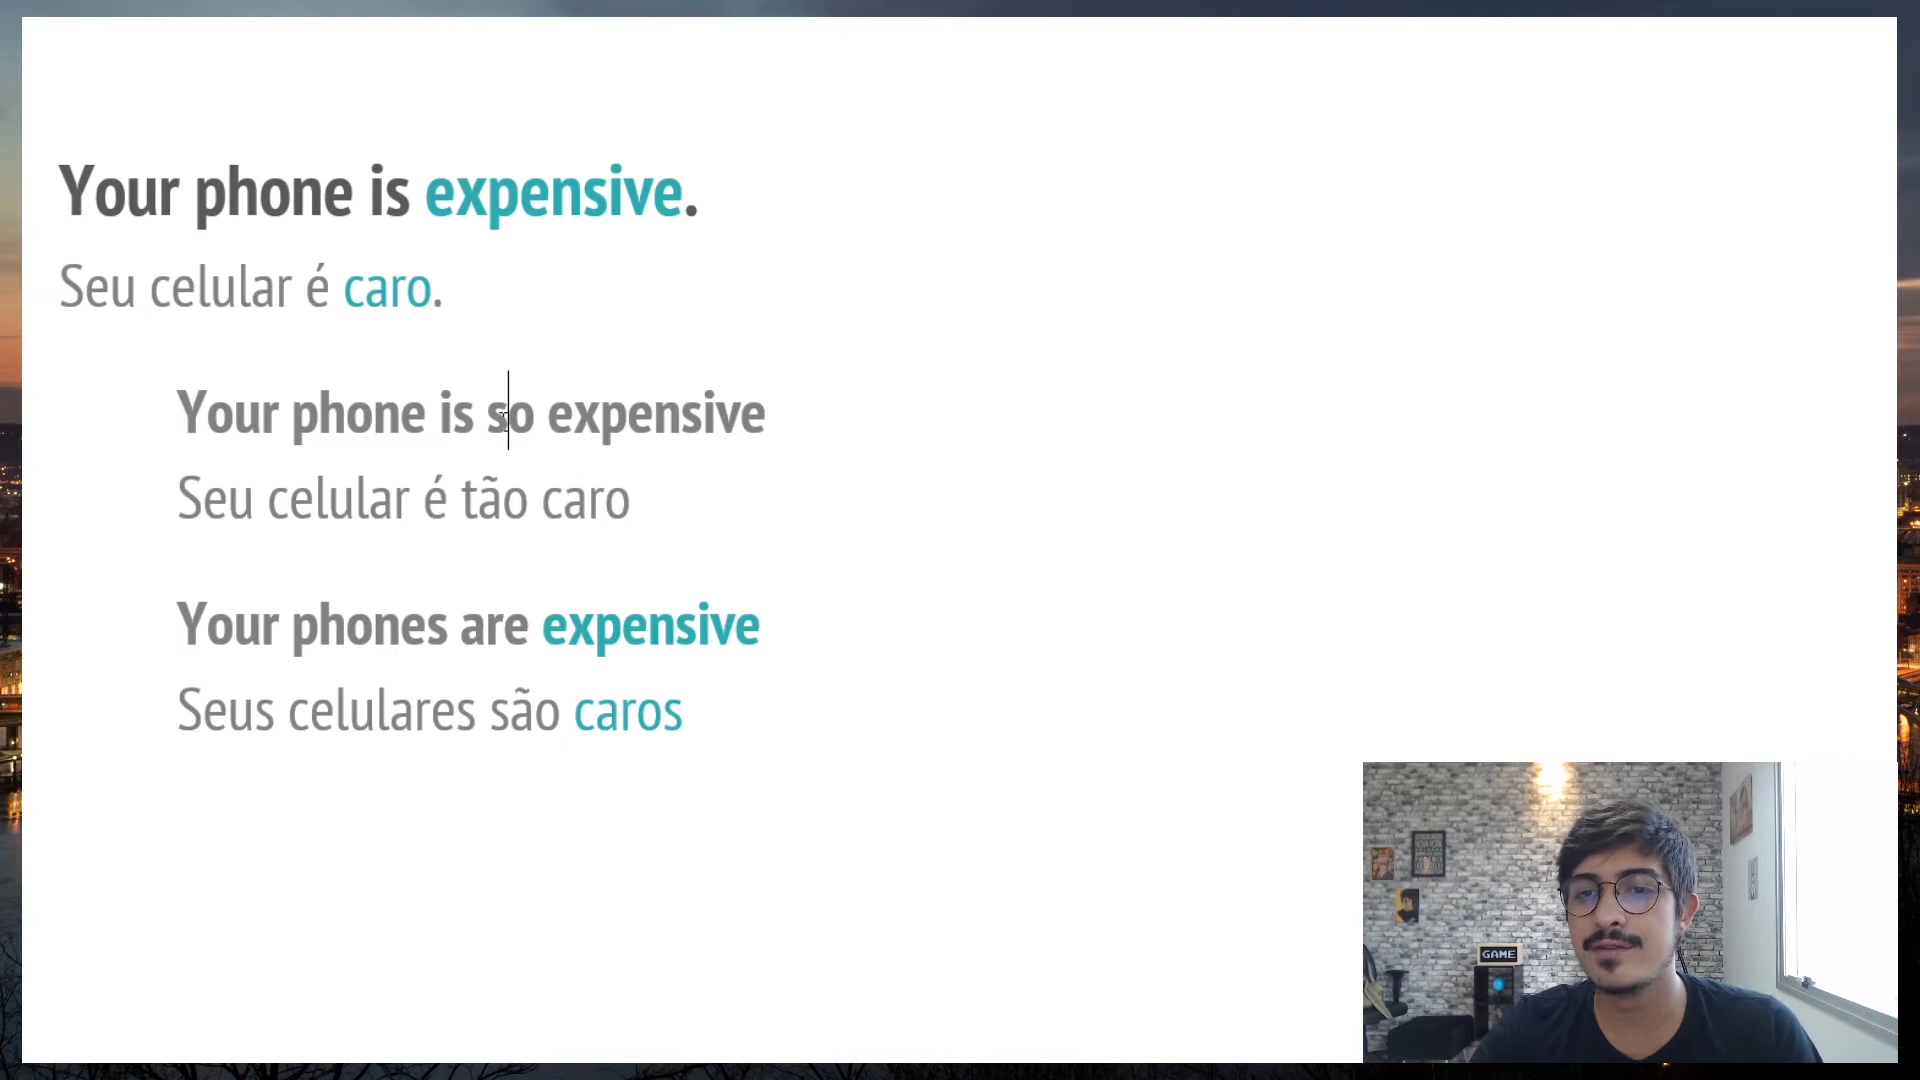 Your phone is expensive.
Seu celular é caro.
Your phone is so expensive
Seu celular é tão caro
Your phones are expensive
Seus celulares são caros
GAME